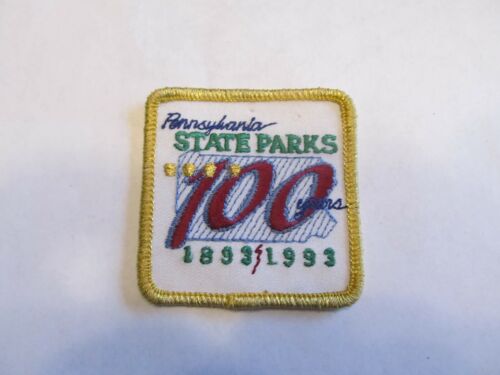 Pennsylvania
STATE PARKS
100
years
1893 1993